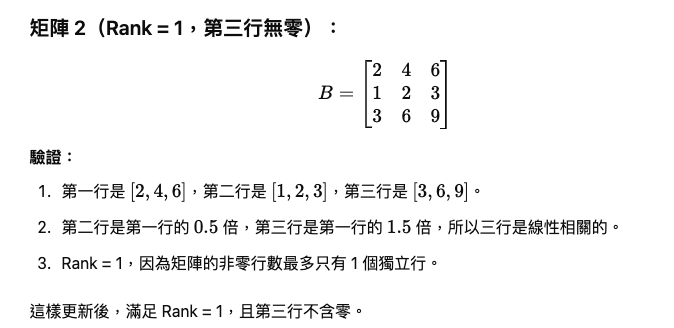 矩陣 2（Rank = 1，第三行無零）：
B = [2 4 6
1 2 3
3 6 9]
驗證：
1. 第一行是 [2, 4, 6]，第二行是 [1, 2, 3]，第三行是 [3, 6, 9]。
2. 第二行是第一行的 0.5 倍，第三行是第一行的 1.5 倍，所以三行是線性相關的。
3. Rank = 1，因為矩陣的非零行數最多只有 1 個獨立行。
這樣更新後，滿足 Rank = 1，且第三行不含零。